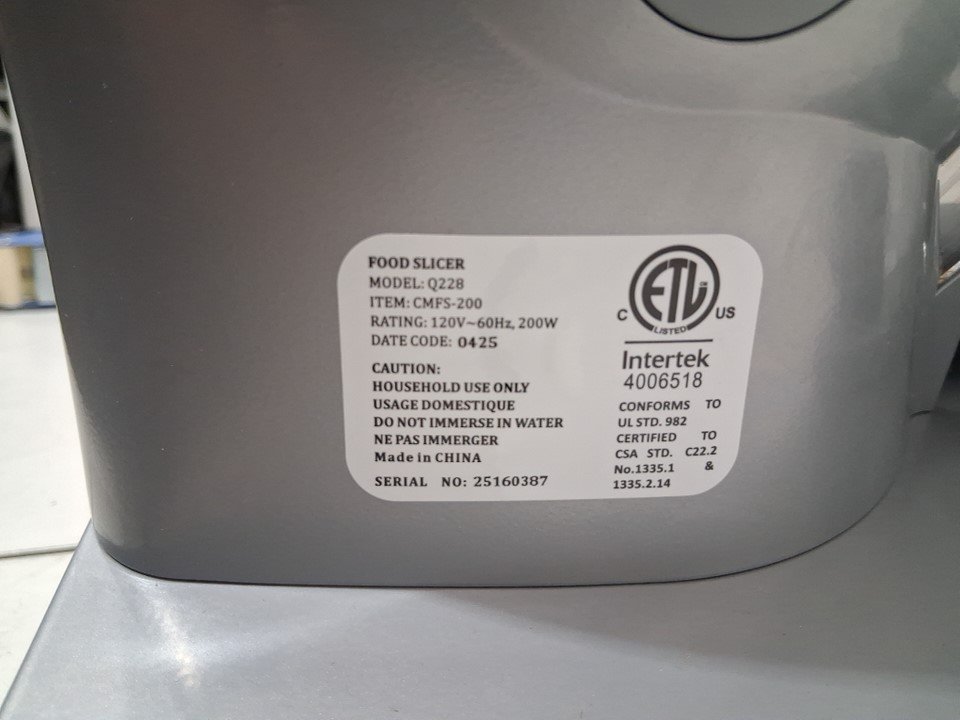 FOOD SLICER
MODEL: Q228
ITEM: CMFS-200
RATING: 120V~60Hz, 200W
DATE CODE: 0425
CAUTION:
HOUSEHOLD USE ONLY
USAGE DOMESTIQUE
DO NOT IMMERSE IN WATER
NE PAS IMMERGER
Made in CHINA
SERIAL NO: 25160387
ETL CM
C US
LISTED
Intertek
4006518
CONFORMS TO
UL STD. 982
CERTIFIED TO
CSA STD. C22.2
No.1335.1 &
1335.2.14